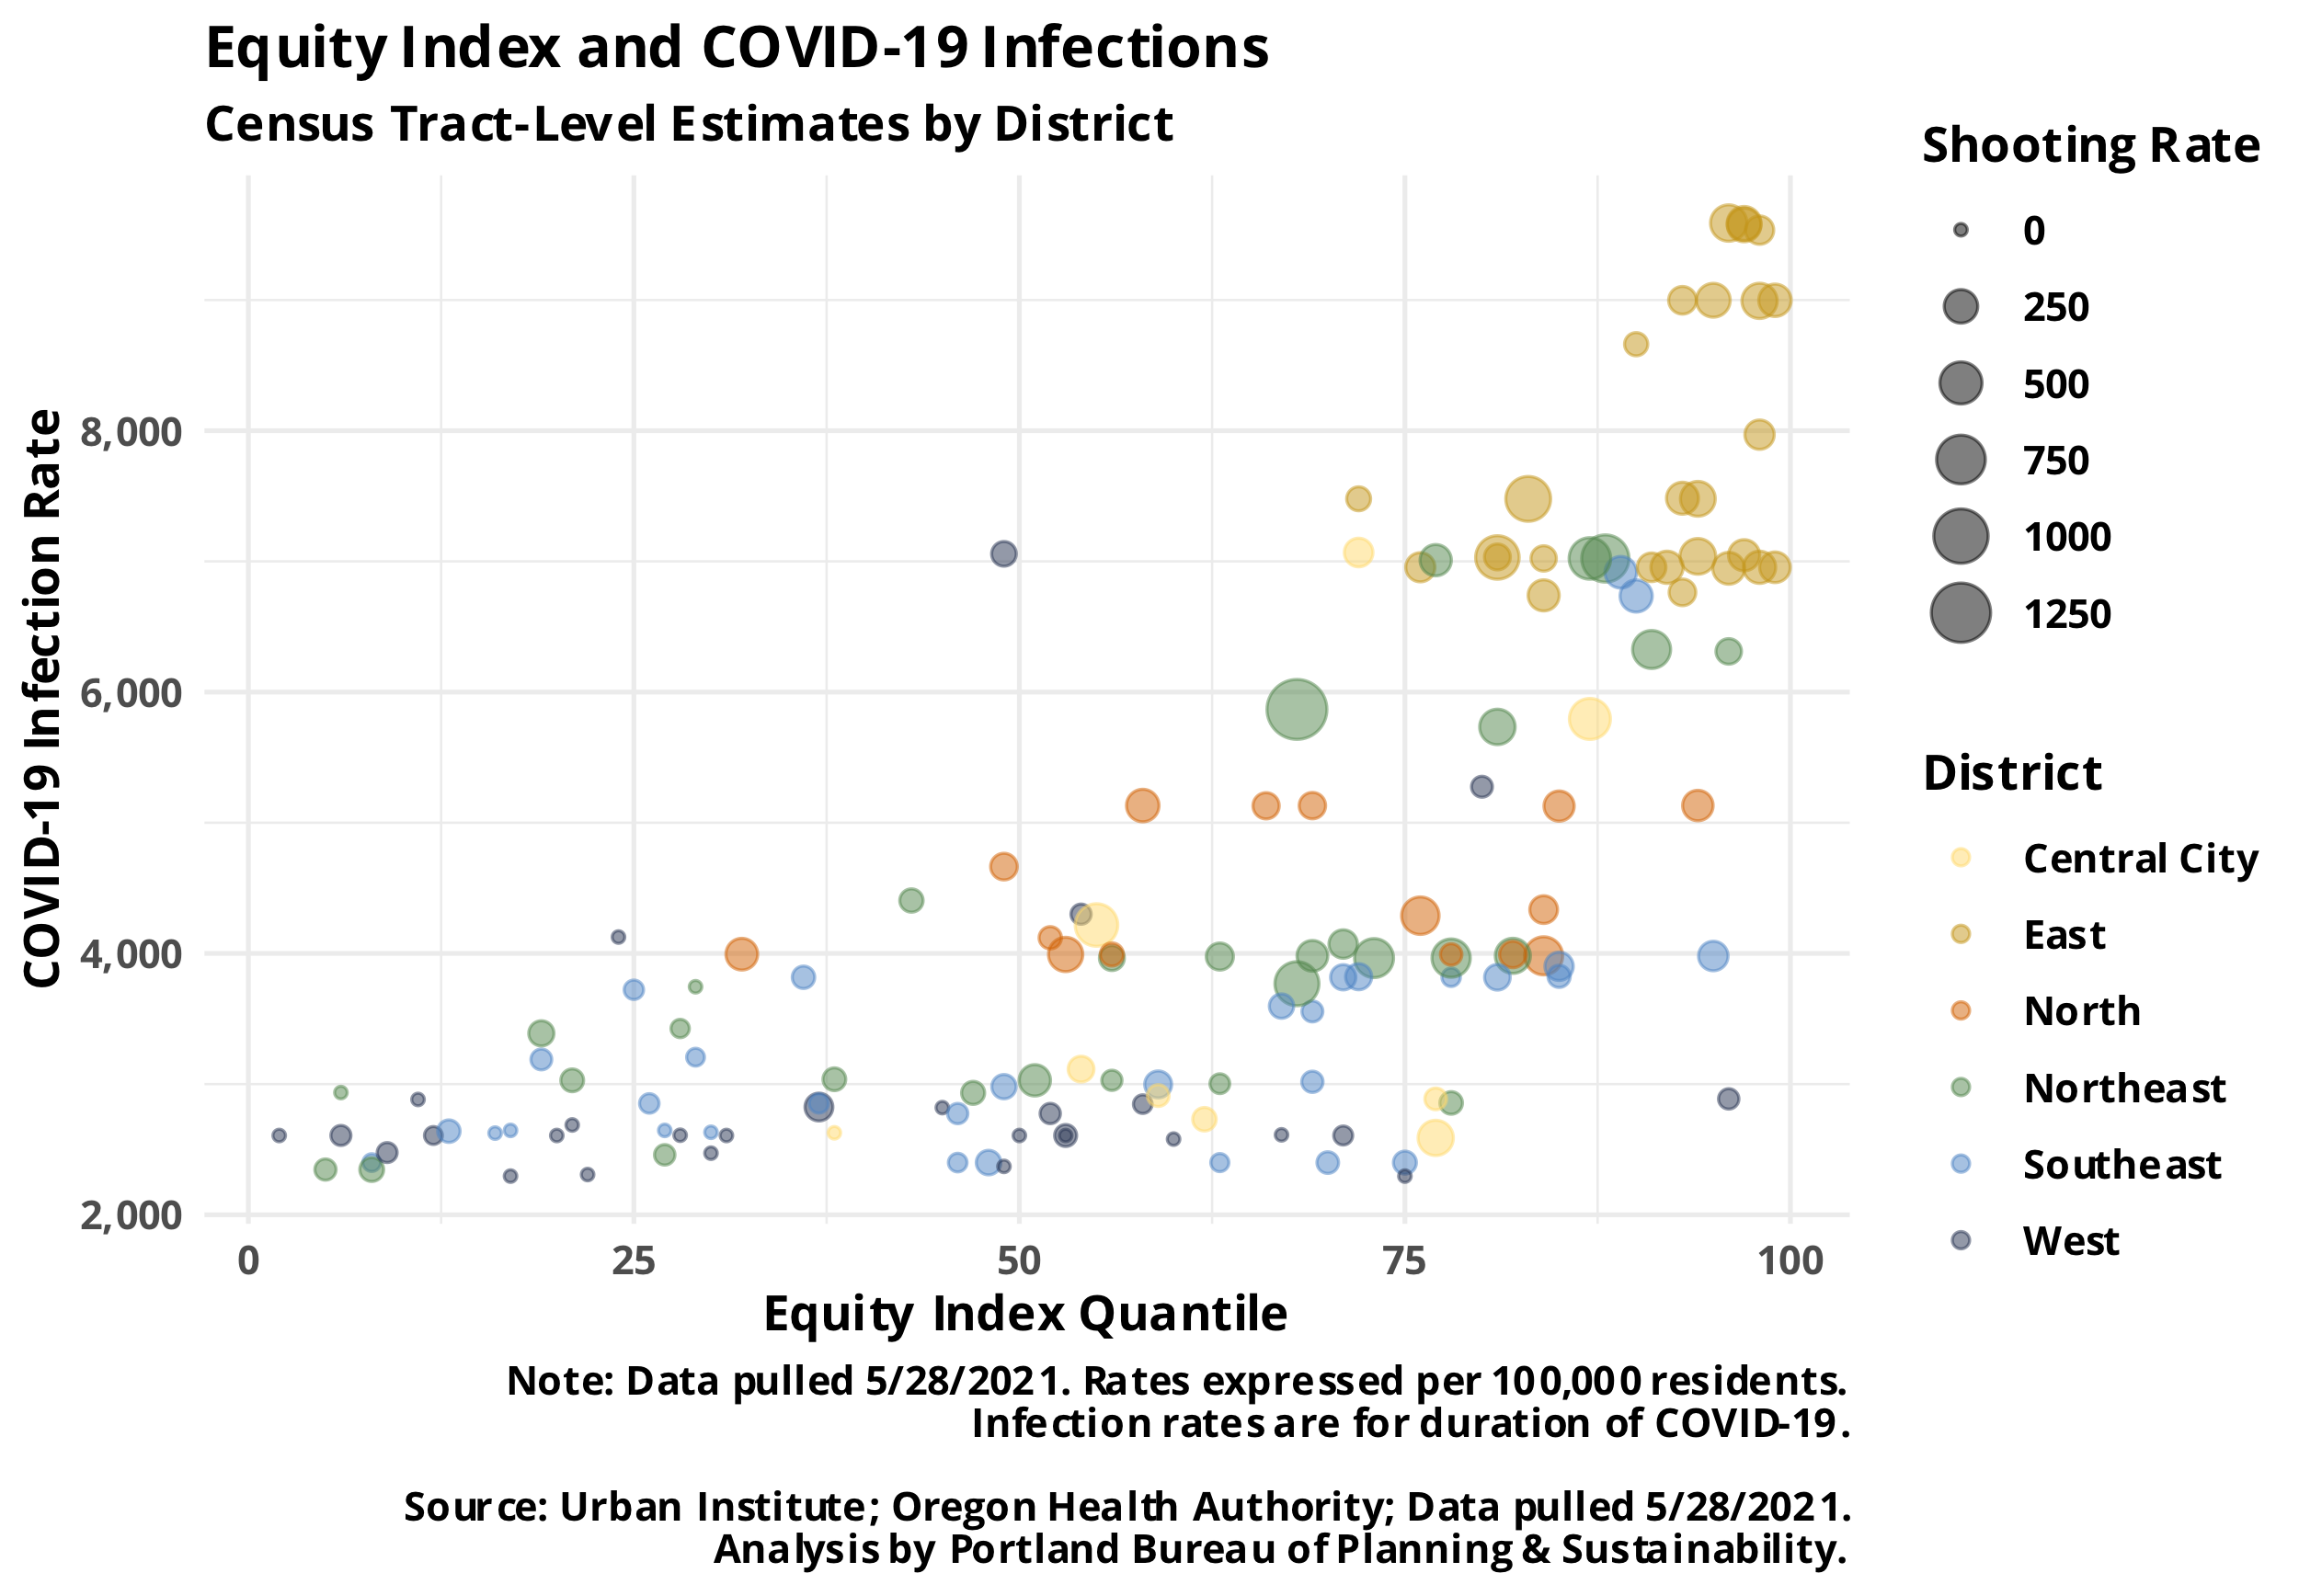 Equity Index and COVID-19 Infections
Census Tract-Level Estimates by District
COVID-19 Infection Rate
8,000
6,000
4,000
2,000
0
25
50
75
100
Equity Index Quantile
Shooting Rate
0
250
500
750
1000
1250
District
Central City
East
North
Northeast
Southeast
West
Note: Data pulled 5/28/2021. Rates expressed per 100,000 residents.
Infection rates are for duration of COVID-19.
Source: Urban Institute; Oregon Health Authority; Data pulled 5/28/2021.
Analysis by Portland Bureau of Planning & Sustainability.